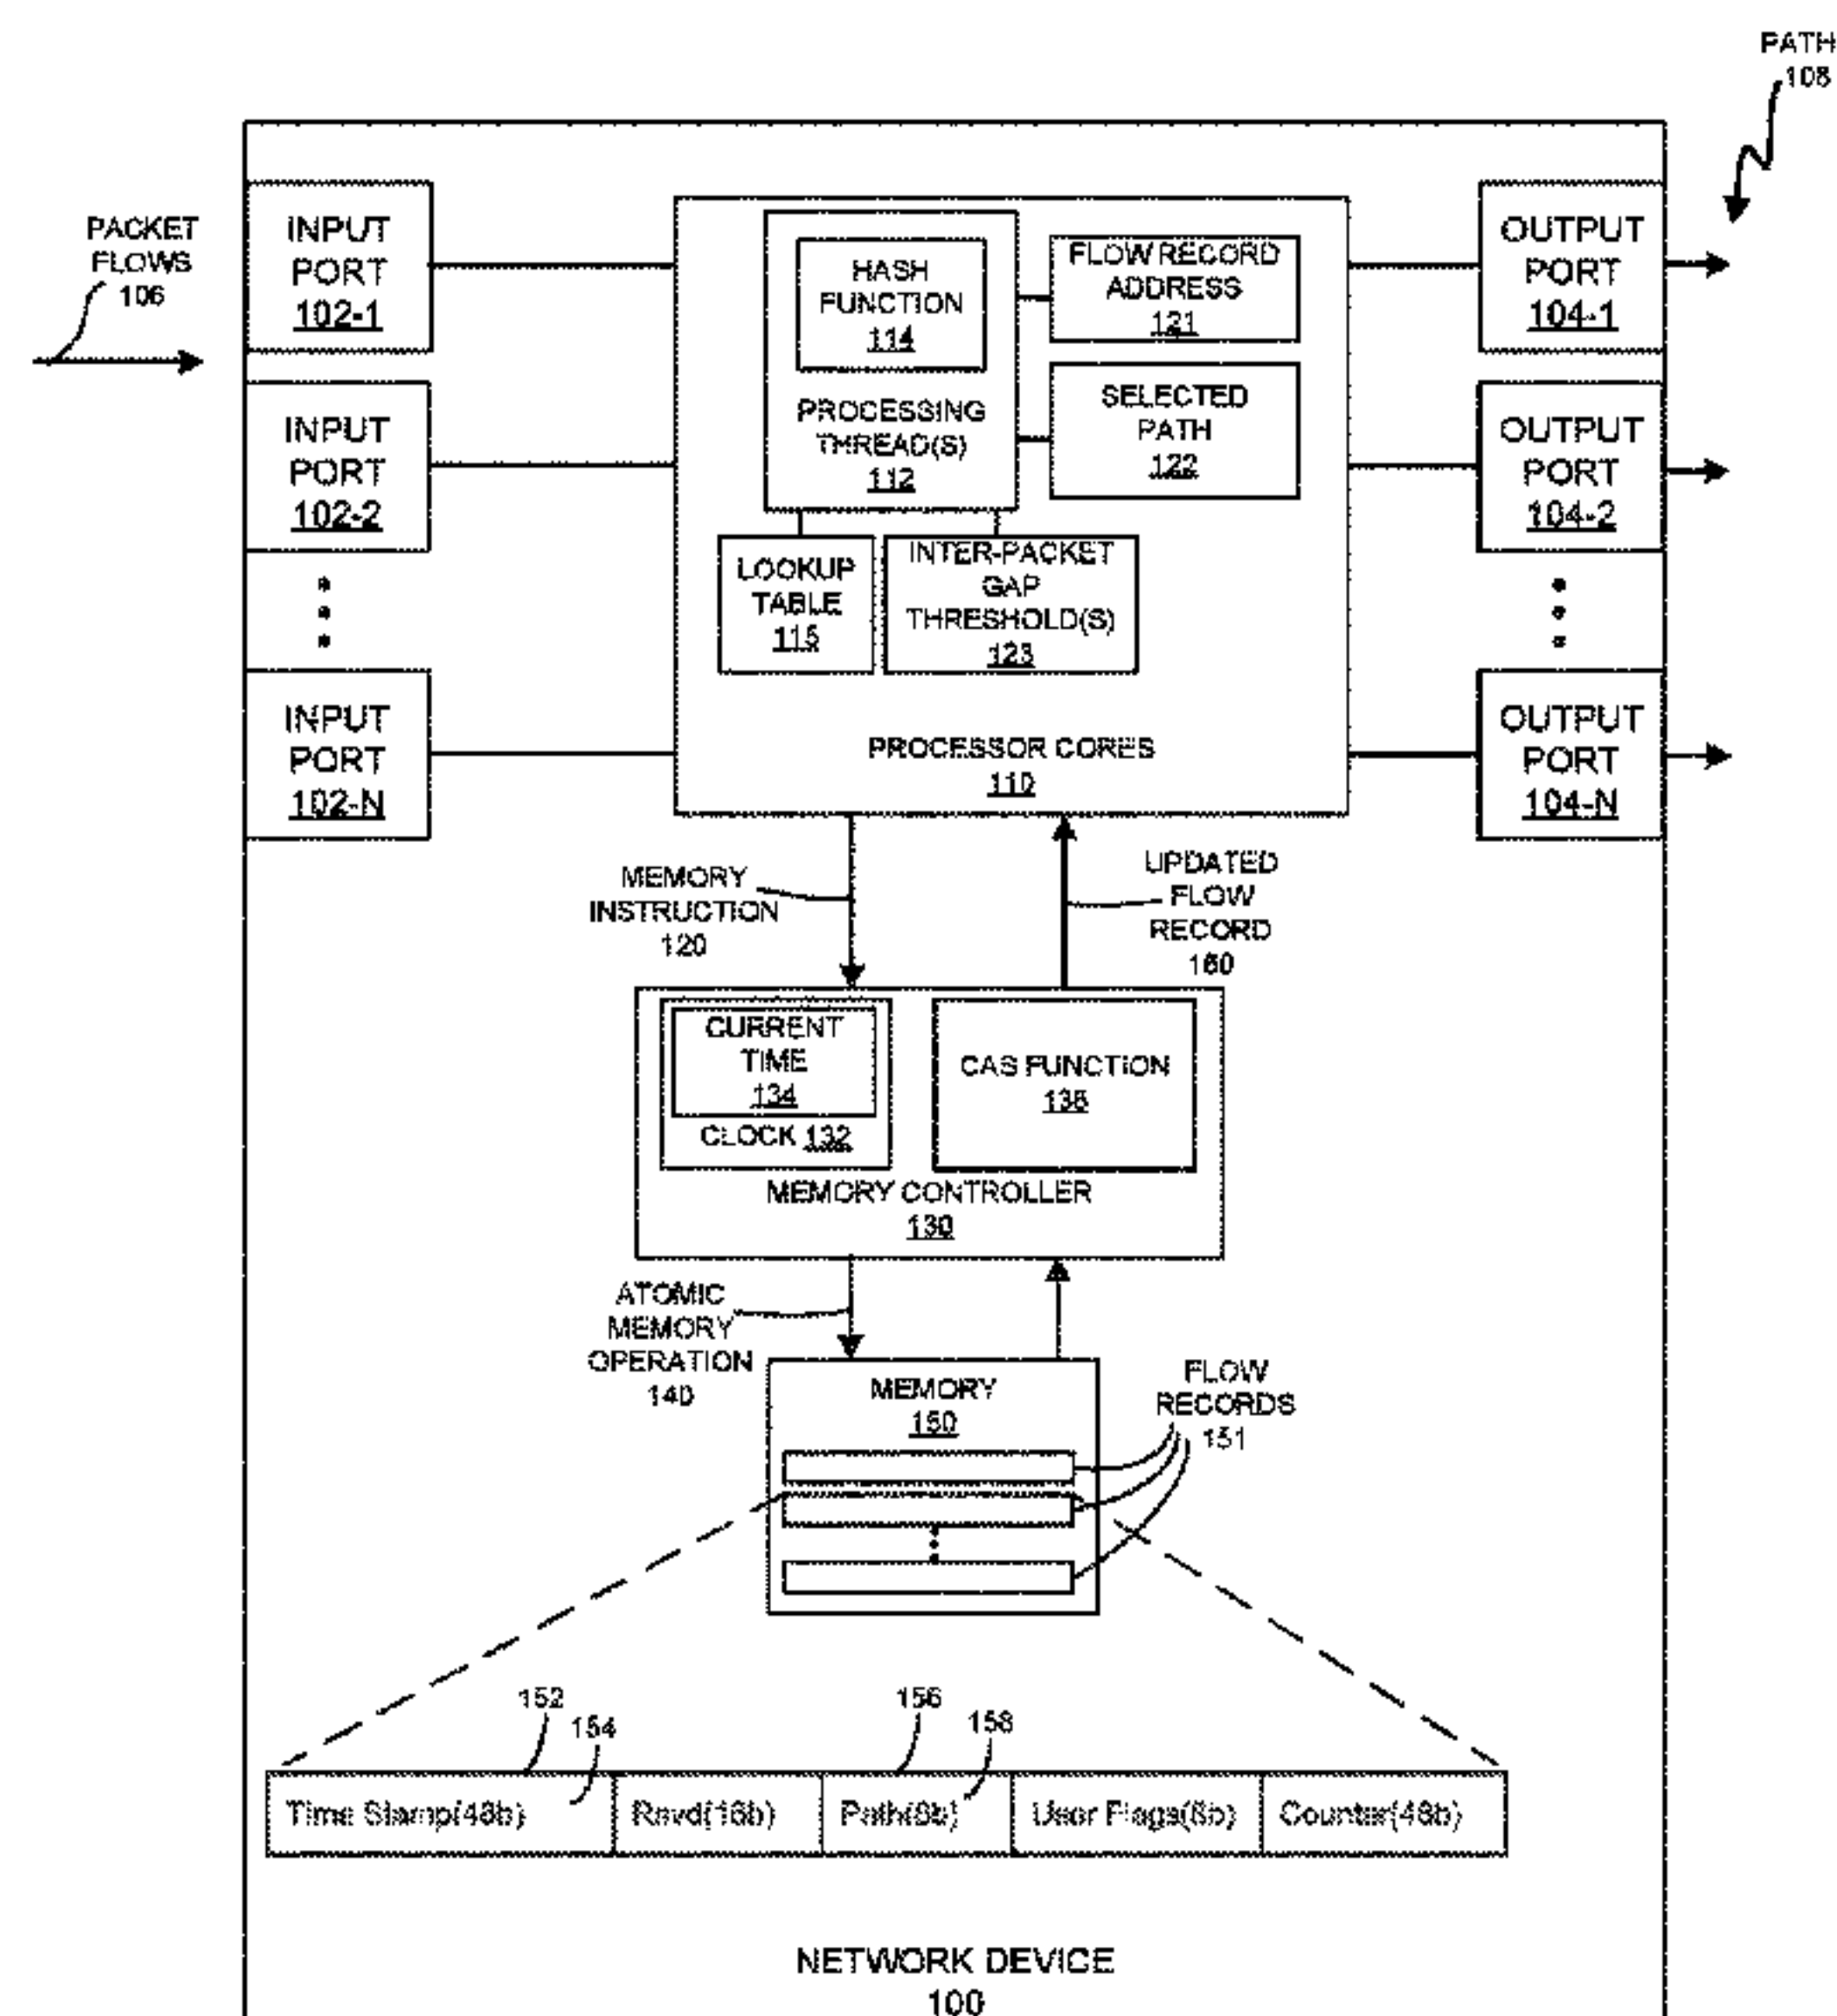 PATH
108
PACKET
FLOWS
106
INPUT
PORT
102-1
INPUT
PORT
102-2
INPUT
PORT
102-N
HASH
FUNCTION
114
PROCESSING
THREAD(S)
112
FLOW RECORD
ADDRESS
121
SELECTED
PATH
122
LOOKUP
TABLE
115
INTER-PACKET
GAP
THRESHOLD(S)
123
PROCESSOR CORES
110
OUTPUT
PORT
104-1
OUTPUT
PORT
104-2
OUTPUT
PORT
104-N
MEMORY
INSTRUCTION
120
UPDATED
FLOW
RECORD
160
CURRENT
TIME
134
CLOCK 132
CAS FUNCTION
136
MEMORY CONTROLLER
130
ATOMIC
MEMORY
OPERATION
140
MEMORY
150
FLOW
RECORDS
151
152
154
156
158
Time Stamp(48b)
Rsvd(16b)
Path(8b)
User Flags(8b)
Counter(48b)
NETWORK DEVICE
100